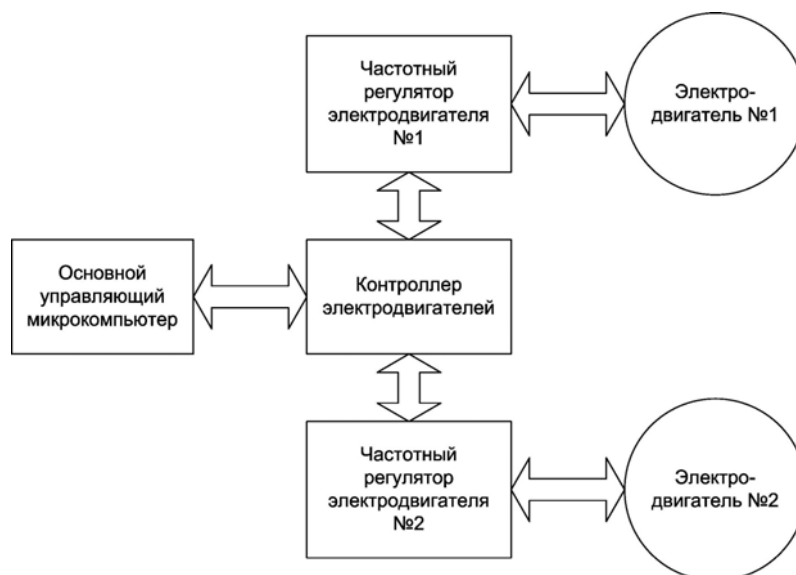 Частотный
регулятор
электродвигателя
№1
Электро-
двигатель №1
Основной
управляющий
микрокомпьютер
Контроллер
электродвигателей
Частотный
регулятор
электродвигателя
№2
Электро-
двигатель №2